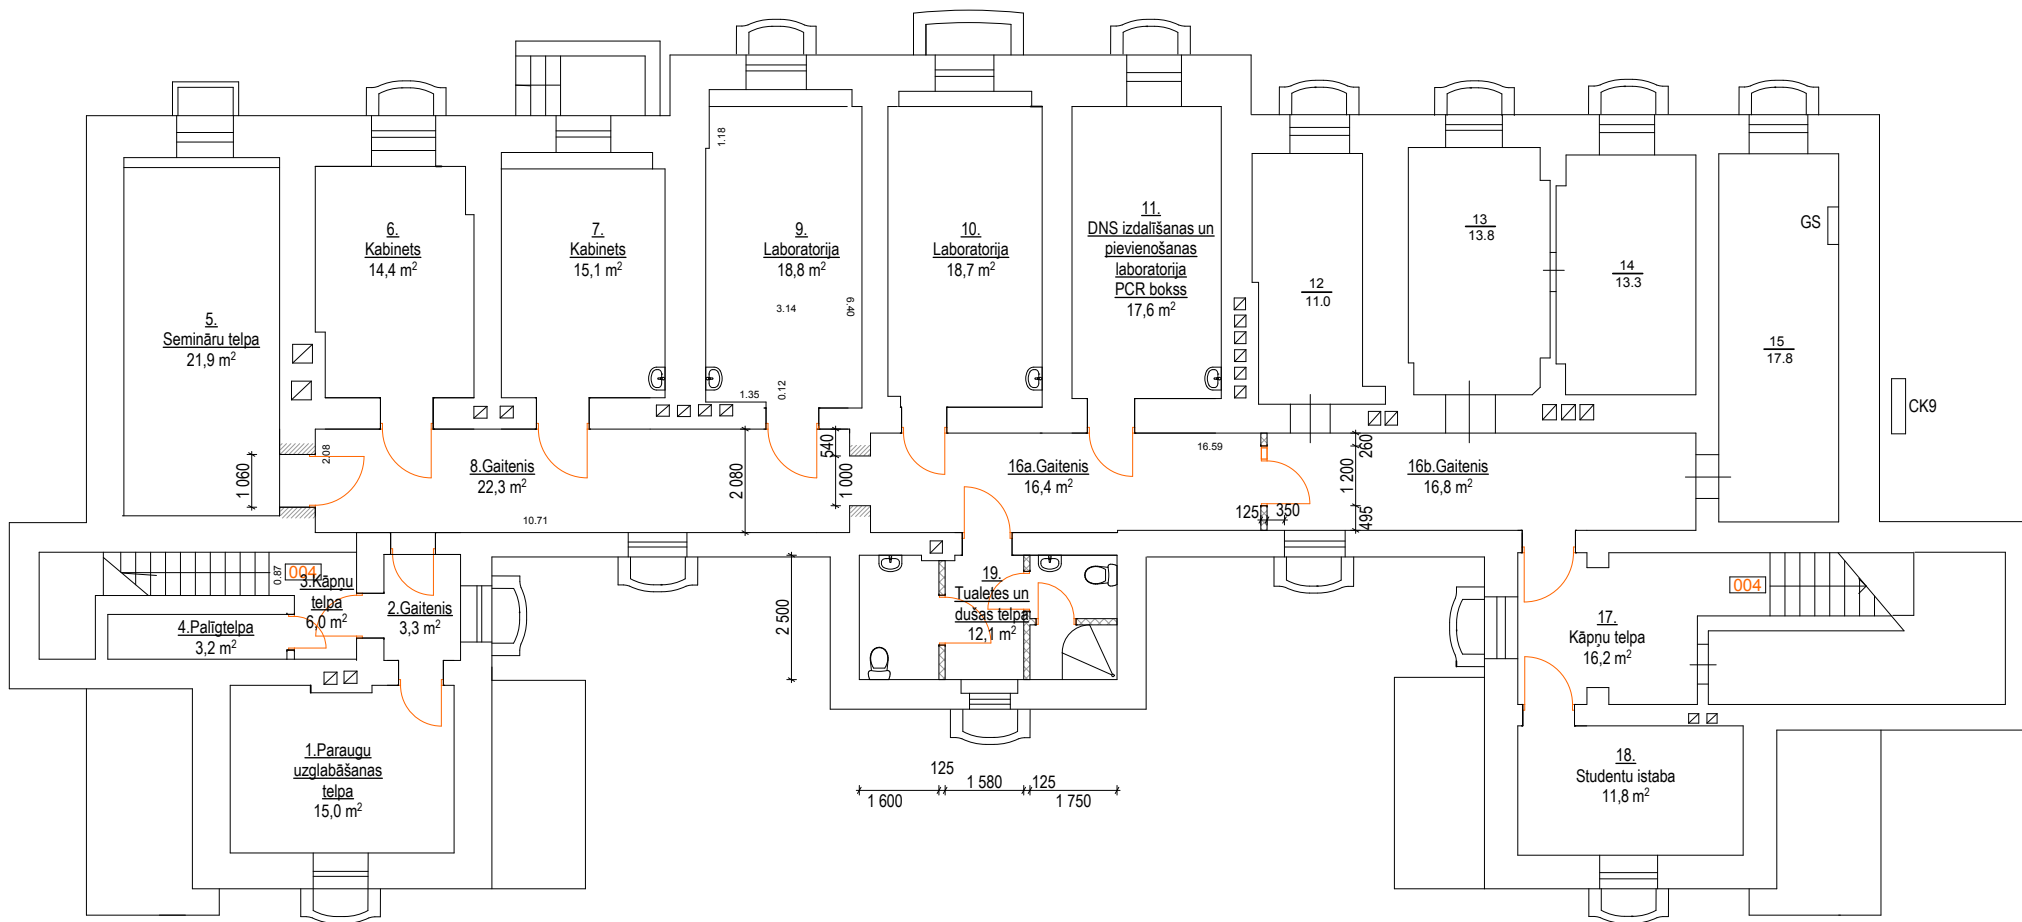 5.
Semināru telpa
21,9 m²
6.
Kabinets
14,4 m²
7.
Kabinets
15,1 m²
9.
Laboratorija
18,8 m²
1.18
3.14
6.40
1.35
0.12
10.
Laboratorija
18,7 m²
11.
DNS izdalīšanas un
pievienošanas
laboratorija
PCR bokss
17,6 m²
12
11.0
13
13.8
14
13.3
15
17.8
GS
CK9
2.08
1 060
8.Gaitenis
22,3 m²
10.71
2 080
540
1 000
16a.Gaitenis
16,4 m²
16.59
125
350
260
1 200
495
16b.Gaitenis
16,8 m²
0.87
004
3.Kāpņu
telpa
6,0 m²
2.Gaitenis
3,3 m²
4.Palīgtelpa
3,2 m²
1.Paraugu
uzglabāšanas
telpa
15,0 m²
2 500
19.
Tualetes un
dušas telpa
12,1 m²
125
1 580
125
1 600
1 750
004
17.
Kāpņu telpa
16,2 m²
18.
Studentu istaba
11,8 m²